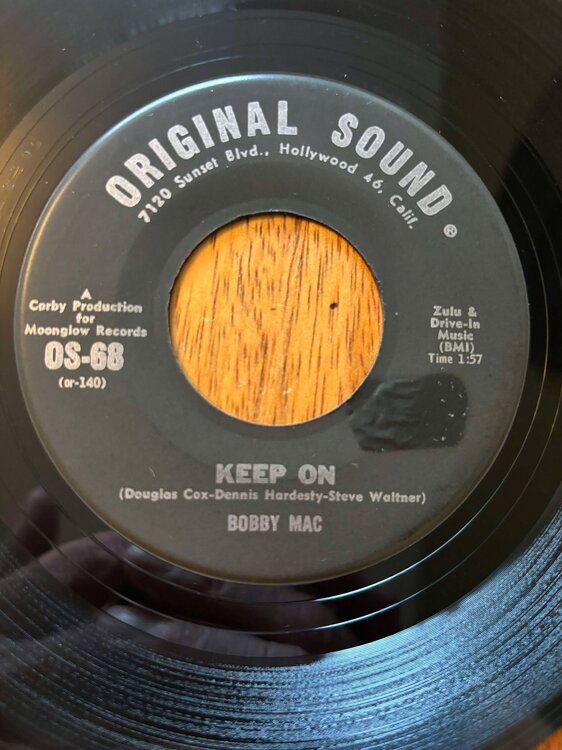 ORIGINAL SOUND®
7120 Sunset Blvd., Hollywood 46, Calif.
A
Corby Production
for
Moonglow Records
OS-68
(or-140)
Zulu &
Drive-In
Music
(BMI)
Time 1:57
KEEP ON
(Douglas Cox-Dennis Hardesty-Steve Waltner)
BOBBY MAC